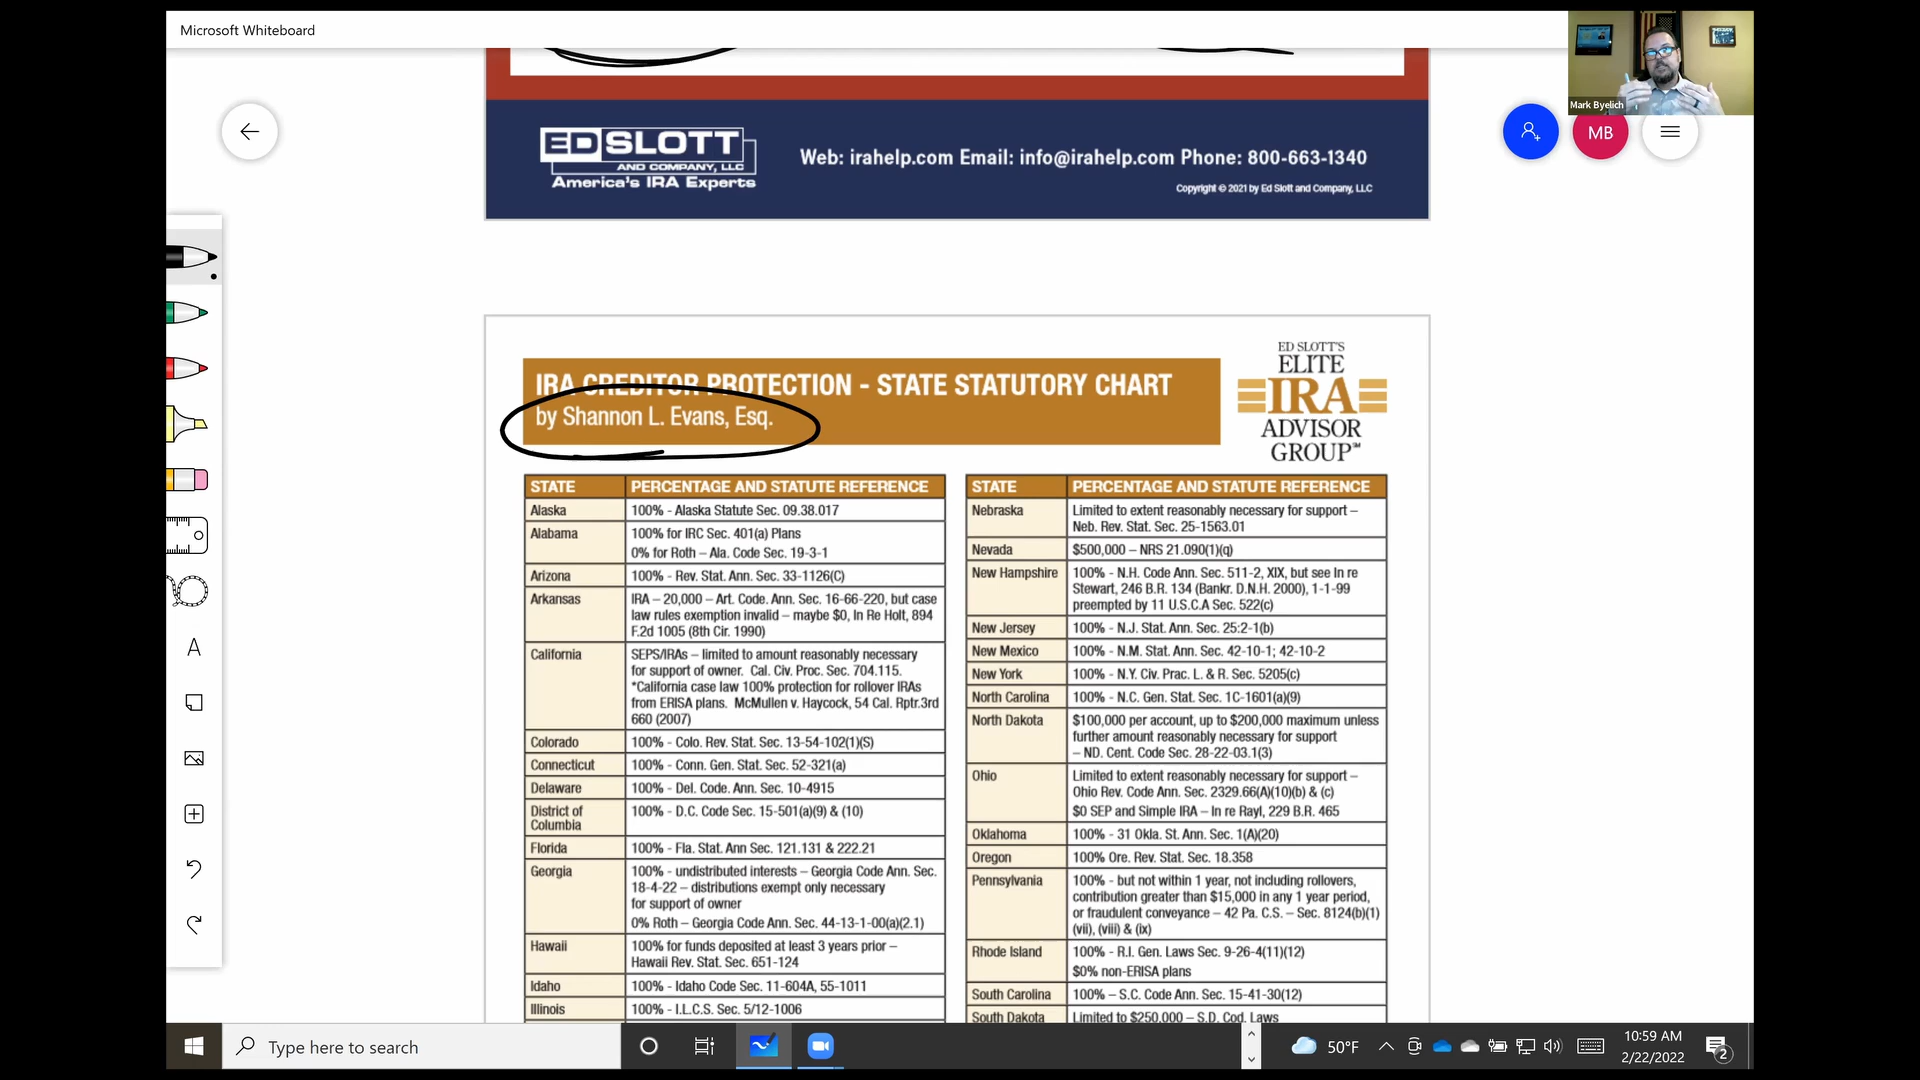 Microsoft Whiteboard
Mark Byelich
MB
ED SLOTT
AND COMPANY, LLC
America's IRA Experts
Web: irahelp.com Email: info@irahelp.com Phone: 800-663-1340
Copyright © 2021 by Ed Slott and Company, LLC
IRA CREDITOR PROTECTION - STATE STATUTORY CHART
by Shannon L. Evans, Esq.
ED SLOTT'S
ELITE
IRA
ADVISOR
GROUP℠
STATE PERCENTAGE AND STATUTE REFERENCE
Alaska 100% - Alaska Statute Sec. 09.38.017
Alabama 100% for IRC Sec. 401(a) Plans
0% for Roth – Ala. Code Sec. 19-3-1
Arizona 100% - Rev. Stat. Ann. Sec. 33-1126(C)
Arkansas IRA – 20,000 – Art. Code. Ann. Sec. 16-66-220, but case
law rules exemption invalid – maybe $0, In Re Holt, 894
F.2d 1005 (8th Cir. 1990)
California SEPS/IRAs – limited to amount reasonably necessary
for support of owner. Cal. Civ. Proc. Sec. 704.115.
*California case law 100% protection for rollover IRAs
from ERISA plans. McMullen v. Haycock, 54 Cal. Rptr.3rd
660 (2007)
Colorado 100% - Colo. Rev. Stat. Sec. 13-54-102(1)(S)
Connecticut 100% - Conn. Gen. Stat. Sec. 52-321(a)
Delaware 100% - Del. Code. Ann. Sec. 10-4915
District of 100% - D.C. Code Sec. 15-501(a)(9) & (10)
Columbia
Florida 100% - Fla. Stat. Ann Sec. 121.131 & 222.21
Georgia 100% - undistributed interests – Georgia Code Ann. Sec.
18-4-22 – distributions exempt only necessary
for support of owner
0% Roth – Georgia Code Ann. Sec. 44-13-1-00(a)(2.1)
Hawaii 100% for funds deposited at least 3 years prior –
Hawaii Rev. Stat. Sec. 651-124
Idaho 100% - Idaho Code Sec. 11-604A, 55-1011
Illinois 100% - I.L.C.S. Sec. 5/12-1006
STATE PERCENTAGE AND STATUTE REFERENCE
Nebraska Limited to extent reasonably necessary for support –
Neb. Rev. Stat. Sec. 25-1563.01
Nevada $500,000 – NRS 21.090(1)(q)
New Hampshire 100% - N.H. Code Ann. Sec. 511-2, XIX, but see In re
Stewart, 246 B.R. 134 (Bankr. D.N.H. 2000), 1-1-99
preempted by 11 U.S.C.A Sec. 522(c)
New Jersey 100% - N.J. Stat. Ann. Sec. 25:2-1(b)
New Mexico 100% - N.M. Stat. Ann. Sec. 42-10-1; 42-10-2
New York 100% - N.Y. Civ. Prac. L. & R. Sec. 5205(c)
North Carolina 100% - N.C. Gen. Stat. Sec. 1C-1601(a)(9)
North Dakota $100,000 per account, up to $200,000 maximum unless
further amount reasonably necessary for support
– ND. Cent. Code Sec. 28-22-03.1(3)
Ohio Limited to extent reasonably necessary for support –
Ohio Rev. Code Ann. Sec. 2329.66(A)(10)(b) & (c)
$0 SEP and Simple IRA – In re Rayl, 229 B.R. 465
Oklahoma 100% - 31 Okla. St. Ann. Sec. 1(A)(20)
Oregon 100% Ore. Rev. Stat. Sec. 18.358
Pennsylvania 100% - but not within 1 year, not including rollovers,
contribution greater than $15,000 in any 1 year period,
or fraudulent conveyance – 42 Pa. C.S. – Sec. 8124(b)(1)
(vii), (viii) & (ix)
Rhode Island 100% - R.I. Gen. Laws Sec. 9-26-4(11)(12)
$0% non-ERISA plans
South Carolina 100% – S.C. Code Ann. Sec. 15-41-30(12)
South Dakota Limited to $250,000 – S.D. Cod. Laws
A
Type here to search
50°F
10:59 AM
2/22/2022
2